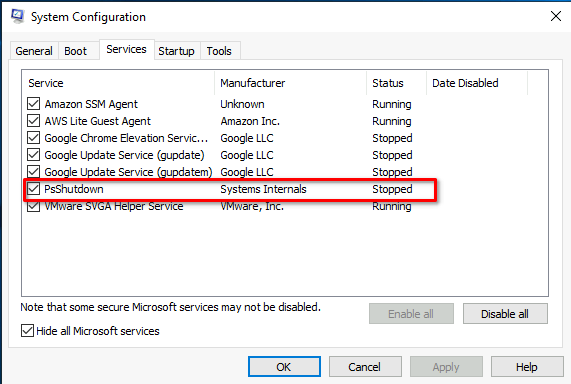 System Configuration
General Boot Services Startup Tools
Service Manufacturer Status Date Disabled
Amazon SSM Agent Unknown Running
AWS Lite Guest Agent Amazon Inc. Running
Google Chrome Elevation Servic... Google LLC Stopped
Google Update Service (gupdate) Google LLC Stopped
Google Update Service (gupdatem) Google LLC Stopped
PsShutdown Systems Internals Stopped
VMware SVGA Helper Service VMware, Inc. Running
Note that some secure Microsoft services may not be disabled.
Enable all Disable all
Hide all Microsoft services
OK Cancel Apply Help